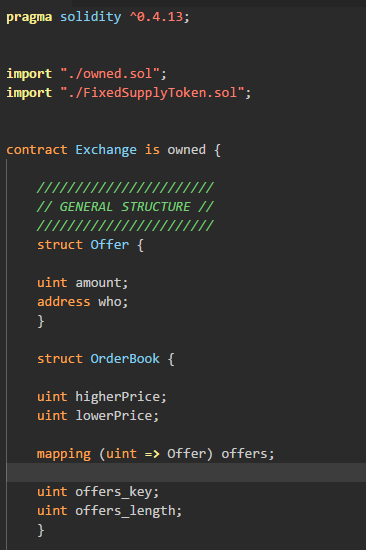 pragma solidity ^0.4.13;
import "./owned.sol";
import "./FixedSupplyToken.sol";
contract Exchange is owned {
///////////////////////
// GENERAL STRUCTURE //
///////////////////////
struct Offer {
uint amount;
address who;
}
struct OrderBook {
uint higherPrice;
uint lowerPrice;
mapping (uint => Offer) offers;
uint offers_key;
uint offers_length;
}